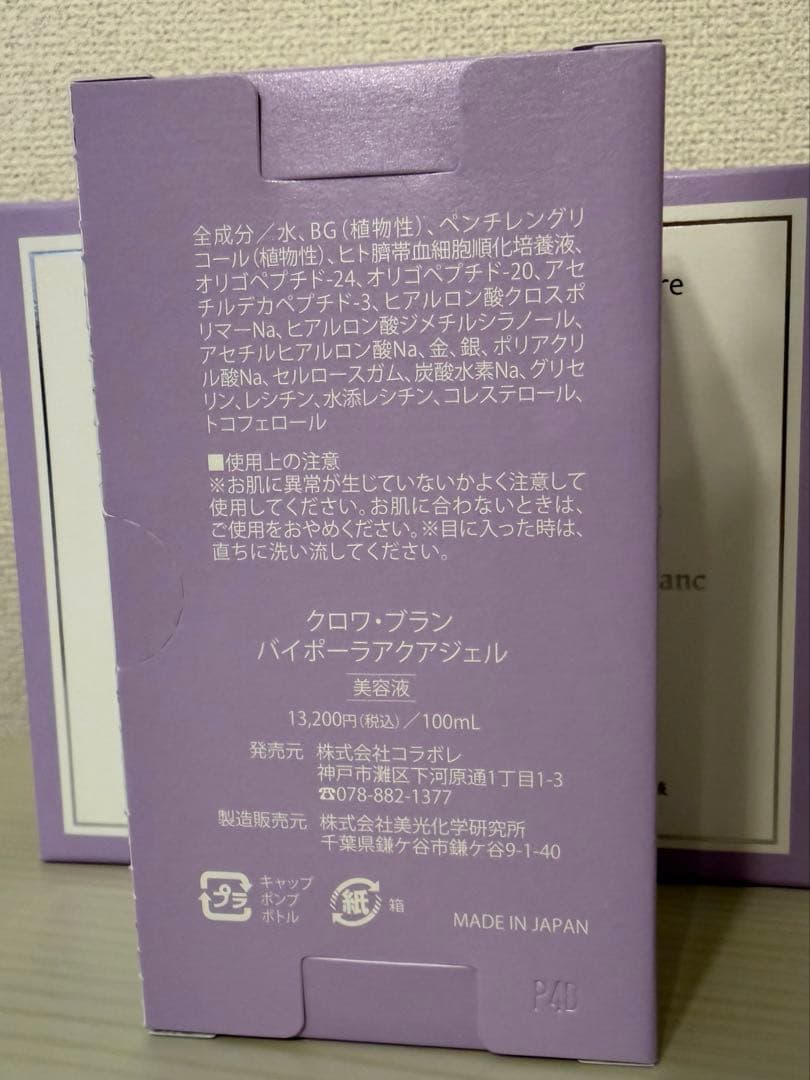 全成分／水、BG（植物性）、ペンチレングリ
コール（植物性）、ヒト臍帯血細胞順化培養液、
オリゴペプチド-24、オリゴペプチド-20、アセ
チルデカペプチド-3、ヒアルロン酸クロスポ
リマーNa、ヒアルロン酸ジメチルシラノール、
アセチルヒアルロン酸Na、金、銀、ポリアクリ
ル酸Na、セルロースガム、炭酸水素Na、グリセ
リン、レシチン、水添レシチン、コレステロール、
トコフェロール
■使用上の注意
※お肌に異常が生じていないかよく注意して
使用してください。お肌に合わないときは、
ご使用をおやめください。※目に入った時は、
直ちに洗い流してください。
クロワ・ブラン
バイポーラアクアジェル
美容液
13,200円（税込）／100mL
発売元 株式会社コラボレ
神戸市灘区下河原通1丁目1-3
☎078-882-1377
製造販売元 株式会社美光化学研究所
千葉県鎌ケ谷市鎌ケ谷9-1-40
プラ キャップ
ポンプ
ボトル
紙 箱
MADE IN JAPAN
P4D
re
anc
液